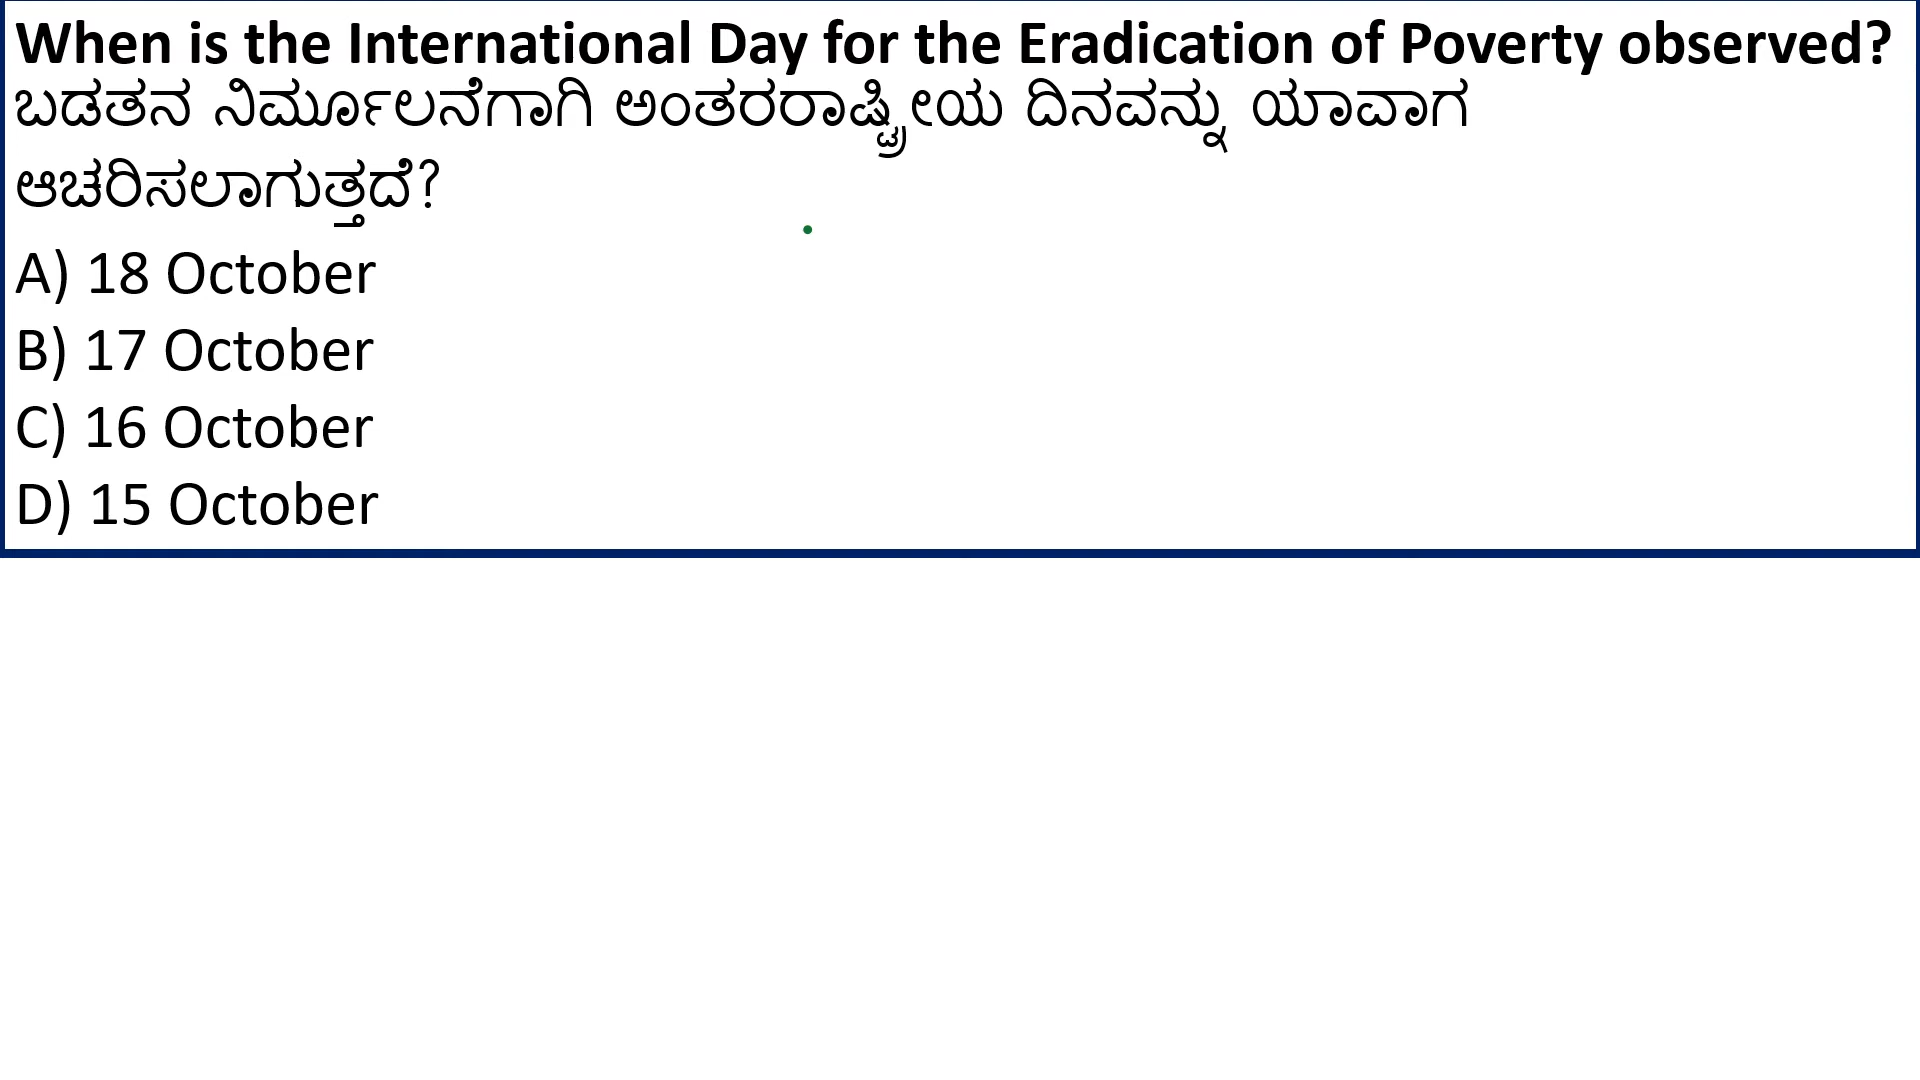 When is the International Day for the Eradication of Poverty observed?
ಬಡತನ ನಿರ್ಮೂಲನೆಗಾಗಿ ಅಂತರರಾಷ್ಟ್ರೀಯ ದಿನವನ್ನು ಯಾವಾಗ
ಆಚರಿಸಲಾಗುತ್ತದೆ?
A) 18 October
B) 17 October
C) 16 October
D) 15 October